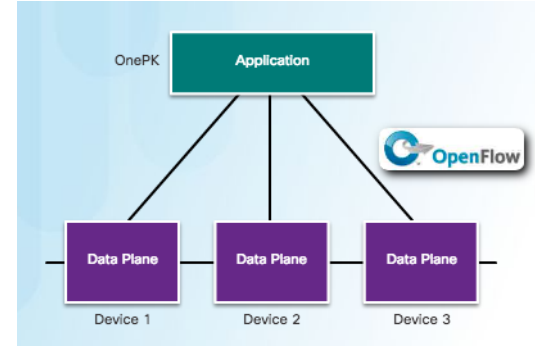 OnePK
Application
OpenFlow
Data Plane
Data Plane
Data Plane
Device 1
Device 2
Device 3